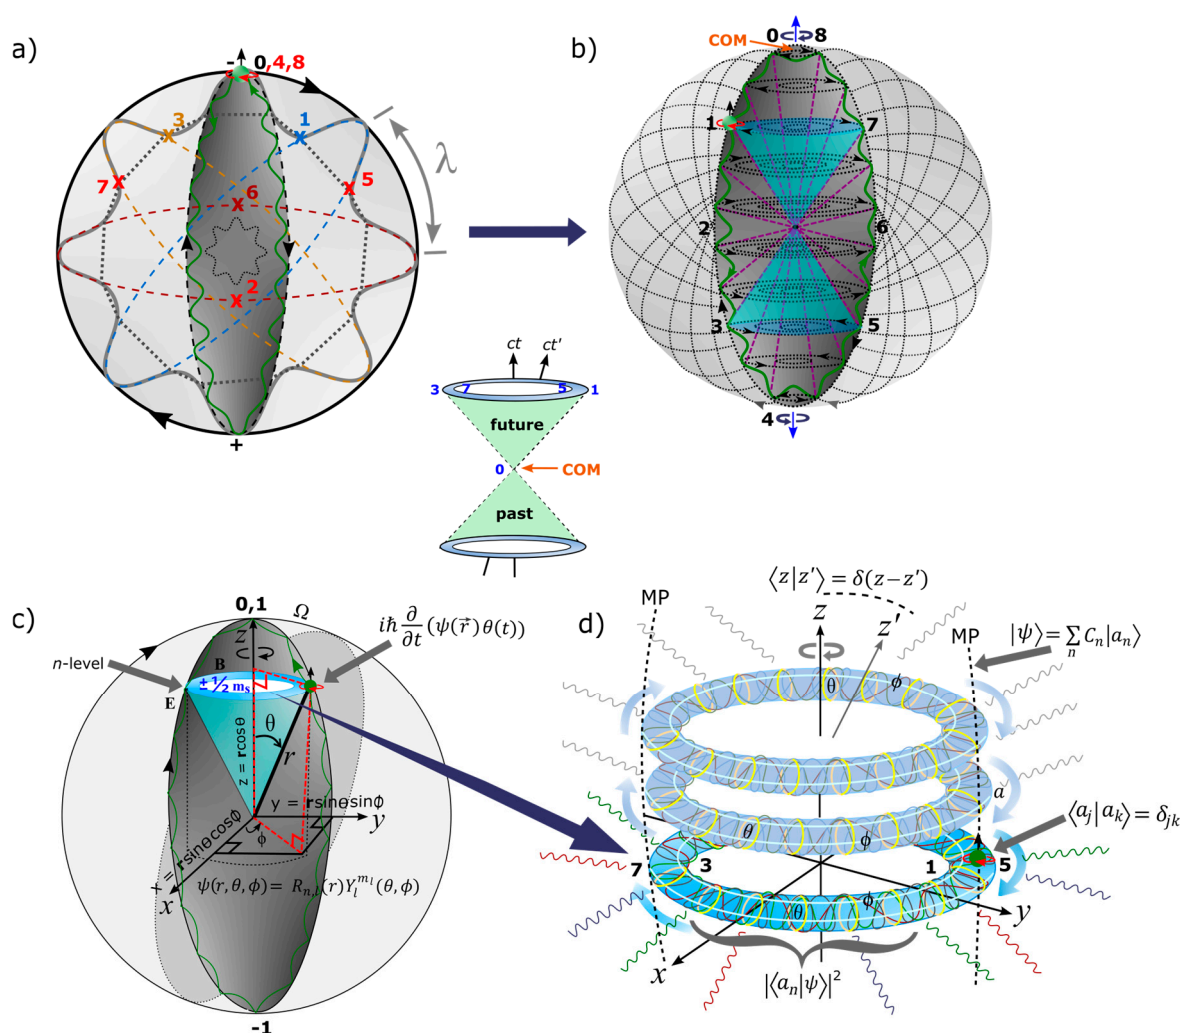 a)
- 0,4,8
3
1
7
5
6
2
λ
+
b)
COM
0 8
1
7
2
6
3
5
4
ct ct'
3 7 5 1
future
0
COM
past
c)
0,1
Ω
iħ ∂/∂t (ψ(r⃗)θ(t))
n-level
z
B
±1/2 mₛ
E
θ
r
z = rcosθ
y = rsinθsinφ
y
φ
x = rsinθcosφ
x
ψ(r,θ,φ) = Rₙ,ₗ(r)Yₗ^mₗ(θ,φ)
-1
d)
⟨z|z'⟩ = δ(z−z')
MP
z
z'
MP
|ψ⟩=∑ₙ Cₙ|aₙ⟩
θ
φ
a
⟨aⱼ|aₖ⟩ = δⱼₖ
θ
φ
7
3
1
5
θ
φ
y
x
|⟨aₙ|ψ⟩|²